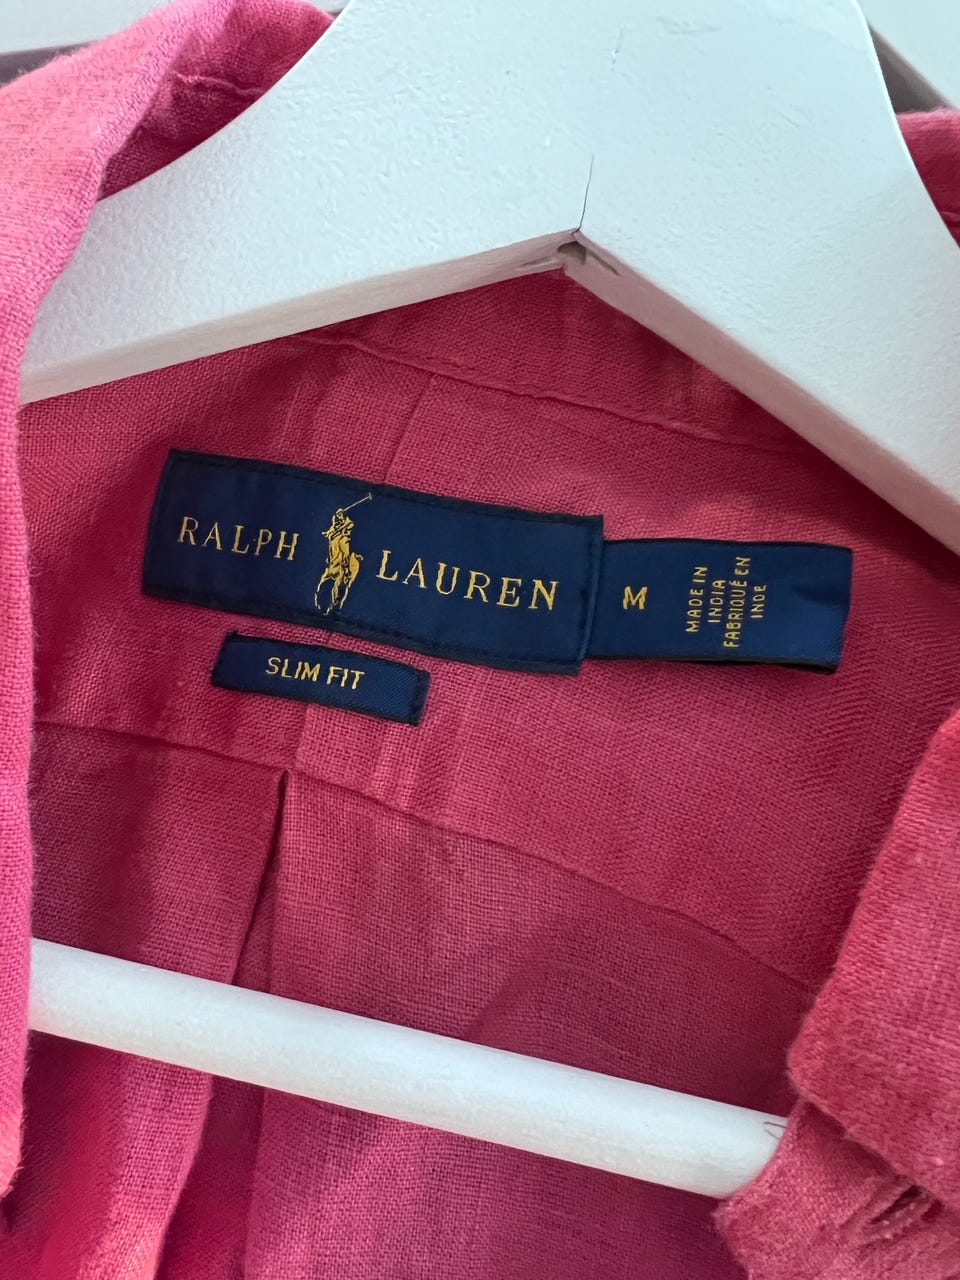 RALPH LAUREN
M
MADE IN
INDIA
FABRIQUÉ EN
INDE
SLIM FIT